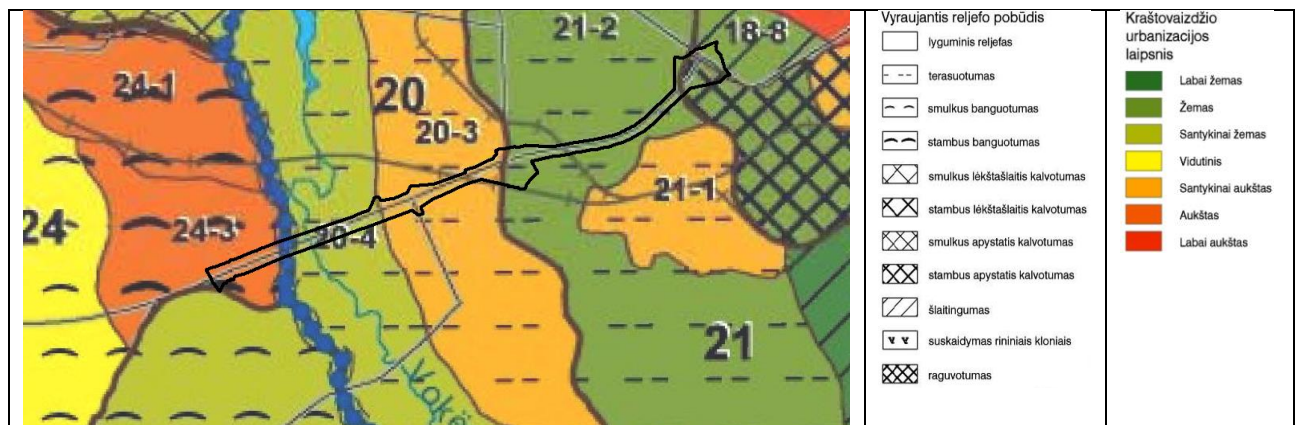 21-2
18-8
24-1
20
20-3
21-1
24
24-3
20-4
21
Vokė
Vyraujantis reljefo pobūdis
lyguminis reljefas
terasuotumas
smulkus banguotumas
stambus banguotumas
smulkus lėkštašlaitis kalvotumas
stambus lėkštašlaitis kalvotumas
smulkus apystatis kalvotumas
stambus apystatis kalvotumas
šlaitingumas
suskaidymas rininiais kloniais
raguvotumas
Kraštovaizdžio
urbanizacijos
laipsnis
Labai žemas
Žemas
Santykinai žemas
Vidutinis
Santykinai aukštas
Aukštas
Labai aukštas